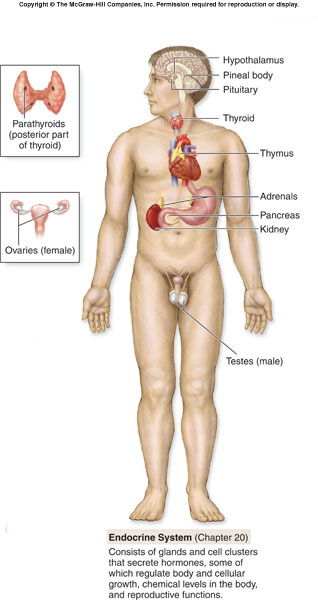 Copyright © The McGraw-Hill Companies, Inc. Permission required for reproduction or display.
Hypothalamus
Pineal body
Pituitary
Thyroid
Parathyroids
(posterior part
of thyroid)
Thymus
Adrenals
Pancreas
Kidney
Ovaries (female)
Testes (male)
Endocrine System (Chapter 20)
Consists of glands and cell clusters
that secrete hormones, some of
which regulate body and cellular
growth, chemical levels in the body,
and reproductive functions.